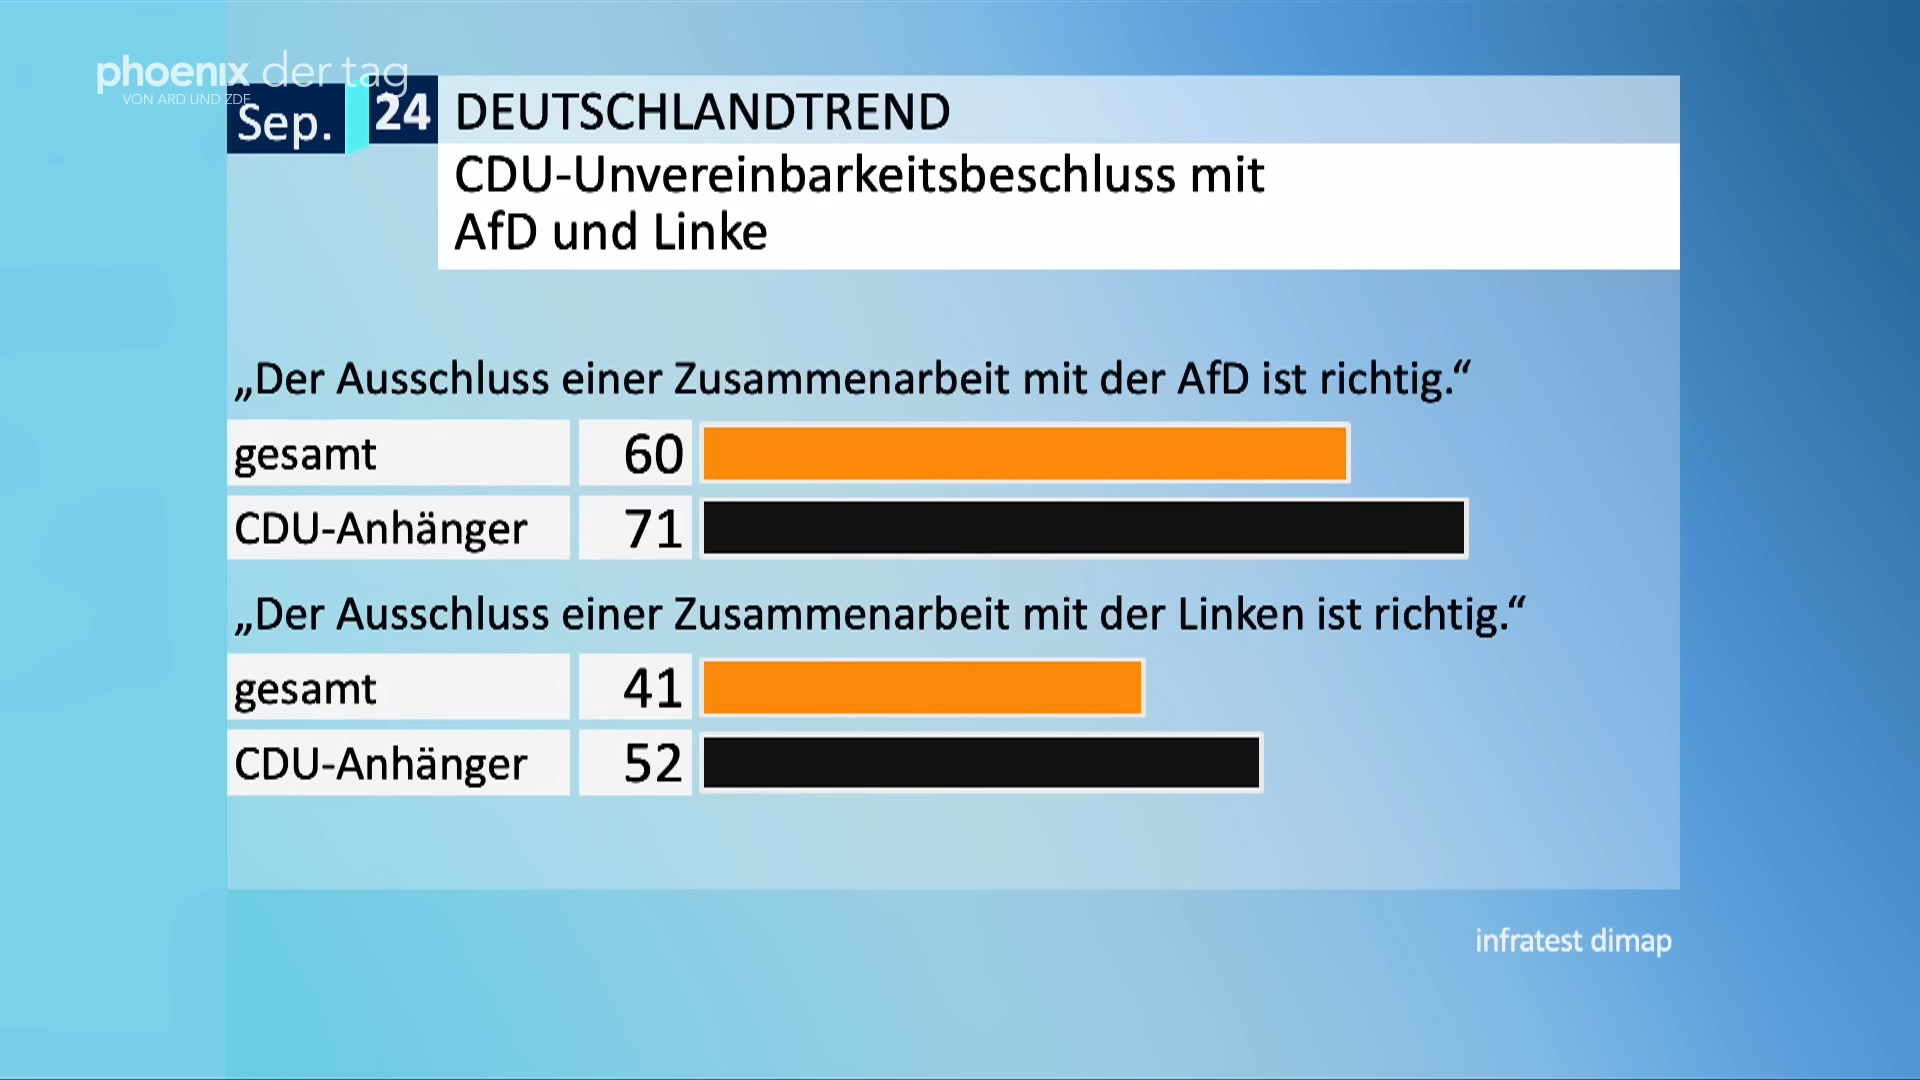 phoenix der tag
VON ARD UND ZDF
Sep. 24 DEUTSCHLANDTREND
CDU-Unvereinbarkeitsbeschluss mit
AfD und Linke
„Der Ausschluss einer Zusammenarbeit mit der AfD ist richtig.“
gesamt 60
CDU-Anhänger 71
„Der Ausschluss einer Zusammenarbeit mit der Linken ist richtig.“
gesamt 41
CDU-Anhänger 52
infratest dimap